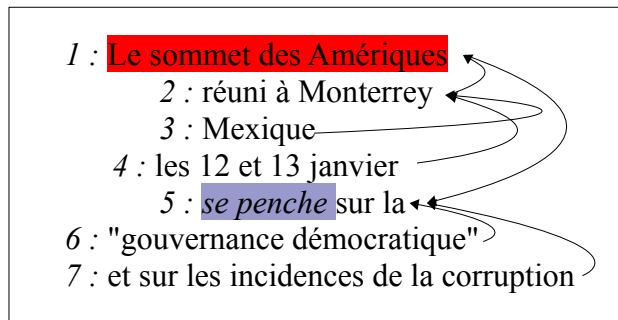 1 : Le sommet des Amériques
2 : réuni à Monterrey
3 : Mexique
4 : les 12 et 13 janvier
5 : se penche sur la
6 : "gouvernance démocratique"
7 : et sur les incidences de la corruption